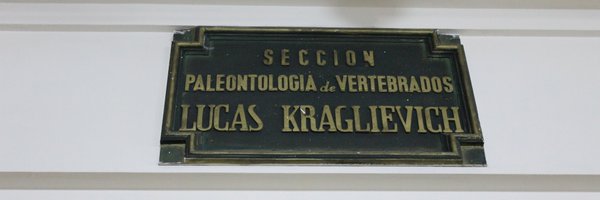 SECCION
PALEONTOLOGIA de VERTEBRADOS
LUCAS KRAGLIEVICH